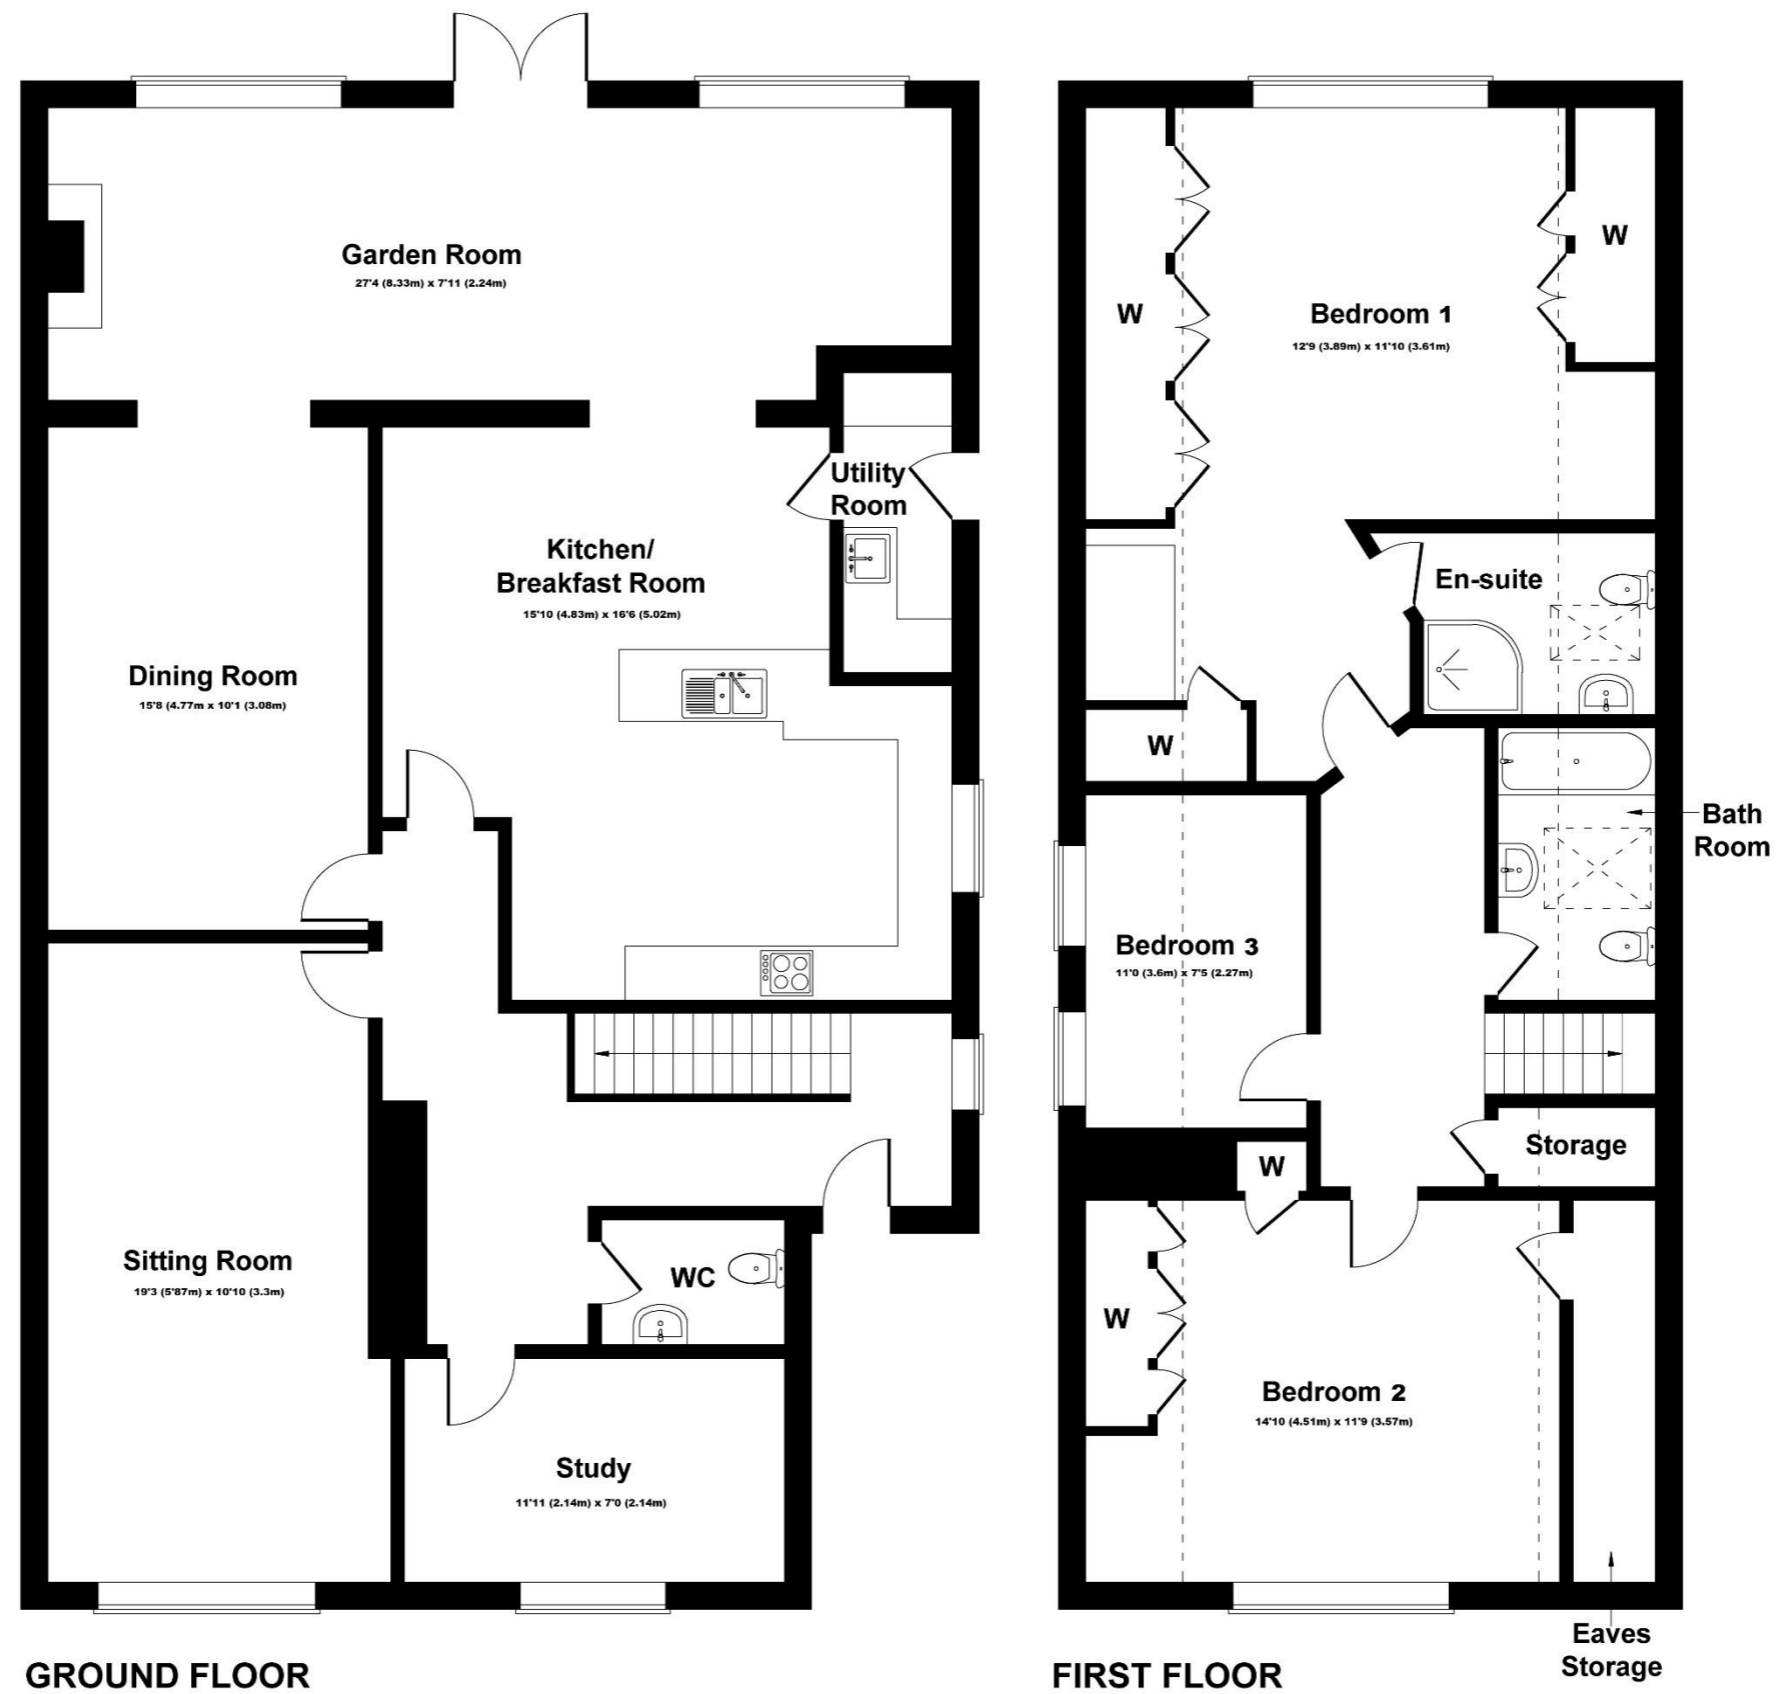 Garden Room
27'4 (8.33m) x 7'11 (2.24m)
Utility
Room
Kitchen/
Breakfast Room
15'10 (4.83m) x 16'6 (5.02m)
Dining Room
15'8 (4.77m x 10'1 (3.08m)
Sitting Room
19'3 (5'87m) x 10'10 (3.3m)
WC
Study
11'11 (2.14m) x 7'0 (2.14m)
GROUND FLOOR
W
W
Bedroom 1
12'9 (3.89m) x 11'10 (3.61m)
En-suite
W
Bath
Room
Bedroom 3
11'0 (3.6m) x 7'5 (2.27m)
Storage
W
W
Bedroom 2
14'10 (4.51m) x 11'9 (3.57m)
Eaves
Storage
FIRST FLOOR